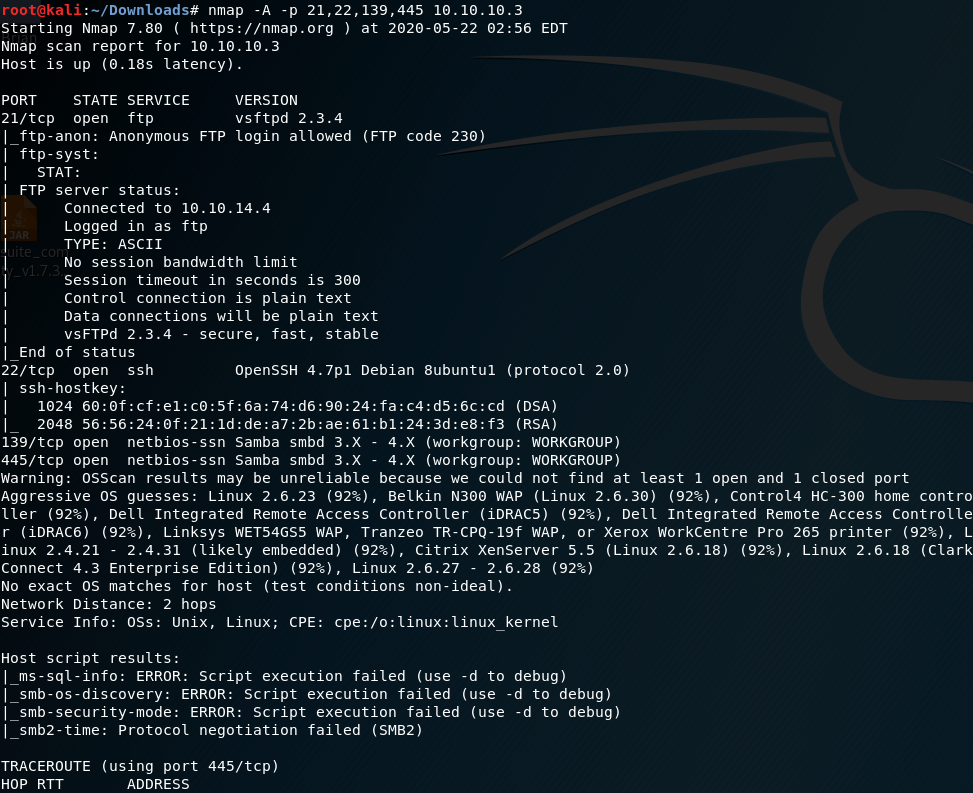 root@kali:~/Downloads# nmap -A -p 21,22,139,445 10.10.10.3
Starting Nmap 7.80 ( https://nmap.org ) at 2020-05-22 02:56 EDT
Nmap scan report for 10.10.10.3
Host is up (0.18s latency).

PORT    STATE SERVICE     VERSION
21/tcp  open  ftp         vsftpd 2.3.4
|_ftp-anon: Anonymous FTP login allowed (FTP code 230)
| ftp-syst:
|   STAT:
| FTP server status:
|      Connected to 10.10.14.4
|      Logged in as ftp
|      TYPE: ASCII
|      No session bandwidth limit
|      Session timeout in seconds is 300
|      Control connection is plain text
|      Data connections will be plain text
|      vsFTPd 2.3.4 - secure, fast, stable
|_End of status
22/tcp  open  ssh         OpenSSH 4.7p1 Debian 8ubuntu1 (protocol 2.0)
| ssh-hostkey:
|   1024 60:0f:cf:e1:c0:5f:6a:74:d6:90:24:fa:c4:d5:6c:cd (DSA)
|_  2048 56:56:24:0f:21:1d:de:a7:2b:ae:61:b1:24:3d:e8:f3 (RSA)
139/tcp open  netbios-ssn Samba smbd 3.X - 4.X (workgroup: WORKGROUP)
445/tcp open  netbios-ssn Samba smbd 3.X - 4.X (workgroup: WORKGROUP)
Warning: OSScan results may be unreliable because we could not find at least 1 open and 1 closed port
Aggressive OS guesses: Linux 2.6.23 (92%), Belkin N300 WAP (Linux 2.6.30) (92%), Control4 HC-300 home contro
ller (92%), Dell Integrated Remote Access Controller (iDRAC5) (92%), Dell Integrated Remote Access Controlle
r (iDRAC6) (92%), Linksys WET54GS5 WAP, Tranzeo TR-CPQ-19f WAP, or Xerox WorkCentre Pro 265 printer (92%), L
inux 2.4.21 - 2.4.31 (likely embedded) (92%), Citrix XenServer 5.5 (Linux 2.6.18) (92%), Linux 2.6.18 (Clark
Connect 4.3 Enterprise Edition) (92%), Linux 2.6.27 - 2.6.28 (92%)
No exact OS matches for host (test conditions non-ideal).
Network Distance: 2 hops
Service Info: OSs: Unix, Linux; CPE: cpe:/o:linux:linux_kernel

Host script results:
|_ms-sql-info: ERROR: Script execution failed (use -d to debug)
|_smb-os-discovery: ERROR: Script execution failed (use -d to debug)
|_smb-security-mode: ERROR: Script execution failed (use -d to debug)
|_smb2-time: Protocol negotiation failed (SMB2)

TRACEROUTE (using port 445/tcp)
HOP RTT       ADDRESS
JAR